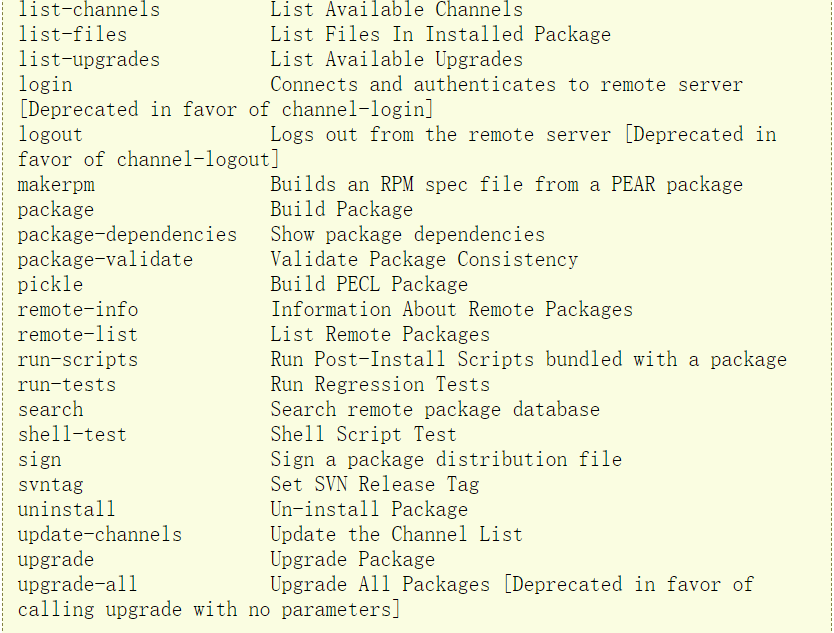 list-channels          List Available Channels
list-files             List Files In Installed Package
list-upgrades          List Available Upgrades
login                  Connects and authenticates to remote server
[Deprecated in favor of channel-login]
logout                 Logs out from the remote server [Deprecated in
favor of channel-logout]
makerpm                Builds an RPM spec file from a PEAR package
package                Build Package
package-dependencies   Show package dependencies
package-validate       Validate Package Consistency
pickle                 Build PECL Package
remote-info            Information About Remote Packages
remote-list            List Remote Packages
run-scripts            Run Post-Install Scripts bundled with a package
run-tests              Run Regression Tests
search                 Search remote package database
shell-test             Shell Script Test
sign                   Sign a package distribution file
svntag                 Set SVN Release Tag
uninstall              Un-install Package
update-channels        Update the Channel List
upgrade                Upgrade Package
upgrade-all            Upgrade All Packages [Deprecated in favor of
calling upgrade with no parameters]